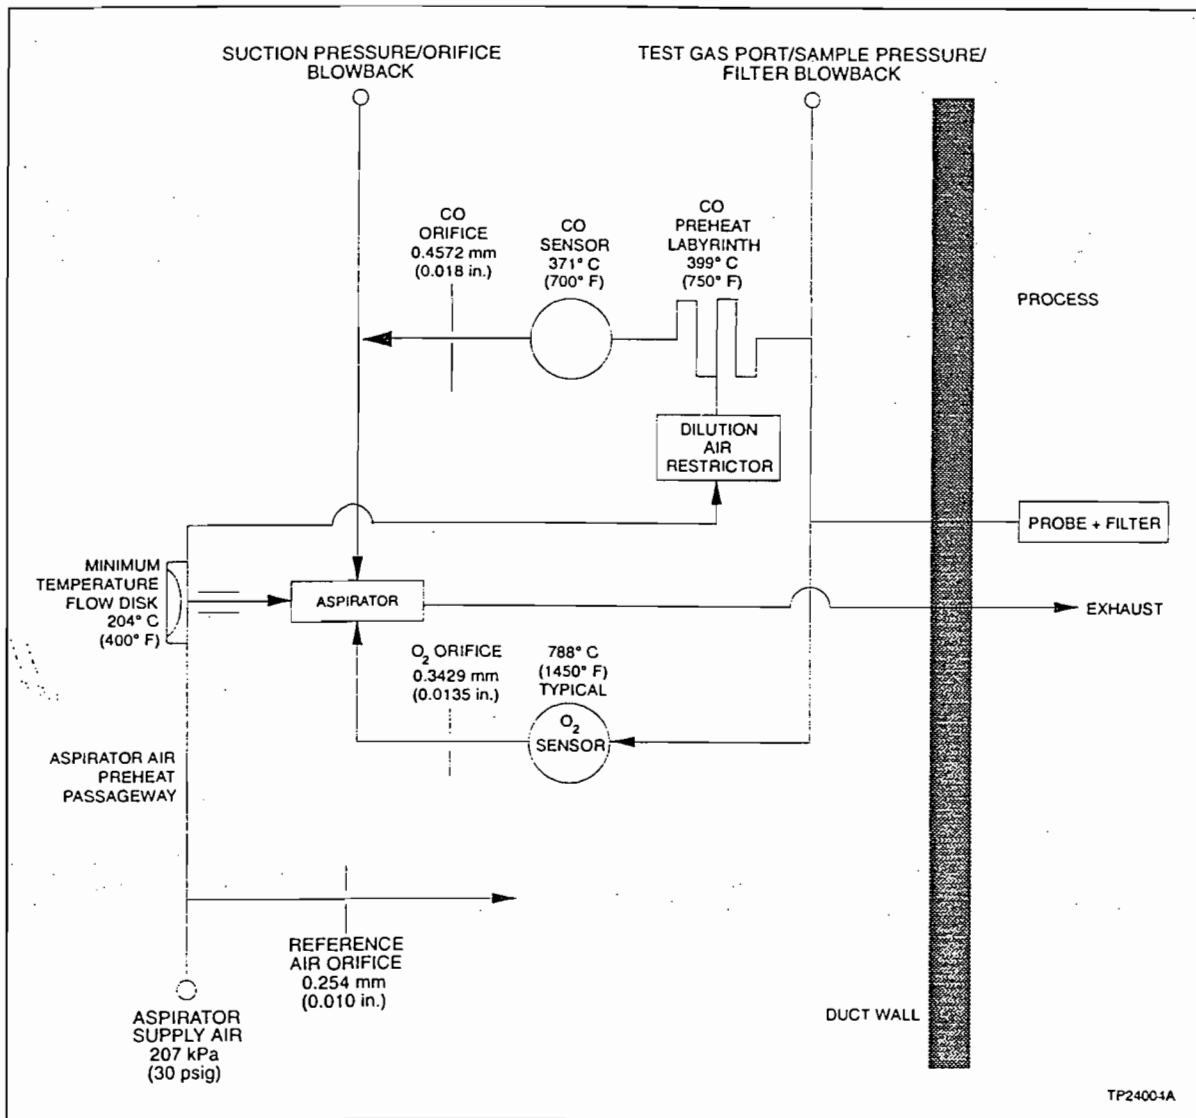 SUCTION PRESSURE/ORIFICE
BLOWBACK
TEST GAS PORT/SAMPLE PRESSURE/
FILTER BLOWBACK
CO
ORIFICE
0.4572 mm
(0.018 in.)
CO
SENSOR
371° C
(700° F)
CO
PREHEAT
LABYRINTH
399° C
(750° F)
PROCESS
DILUTION
AIR
RESTRICTOR
PROBE + FILTER
MINIMUM
TEMPERATURE
FLOW DISK
204° C
(400° F)
ASPIRATOR
EXHAUST
O2 ORIFICE
0.3429 mm
(0.0135 in.)
788° C
(1450° F)
TYPICAL
O2
SENSOR
ASPIRATOR AIR
PREHEAT
PASSAGEWAY
REFERENCE
AIR ORIFICE
0.254 mm
(0.010 in.)
ASPIRATOR
SUPPLY AIR
207 kPa
(30 psig)
DUCT WALL
TP24004A